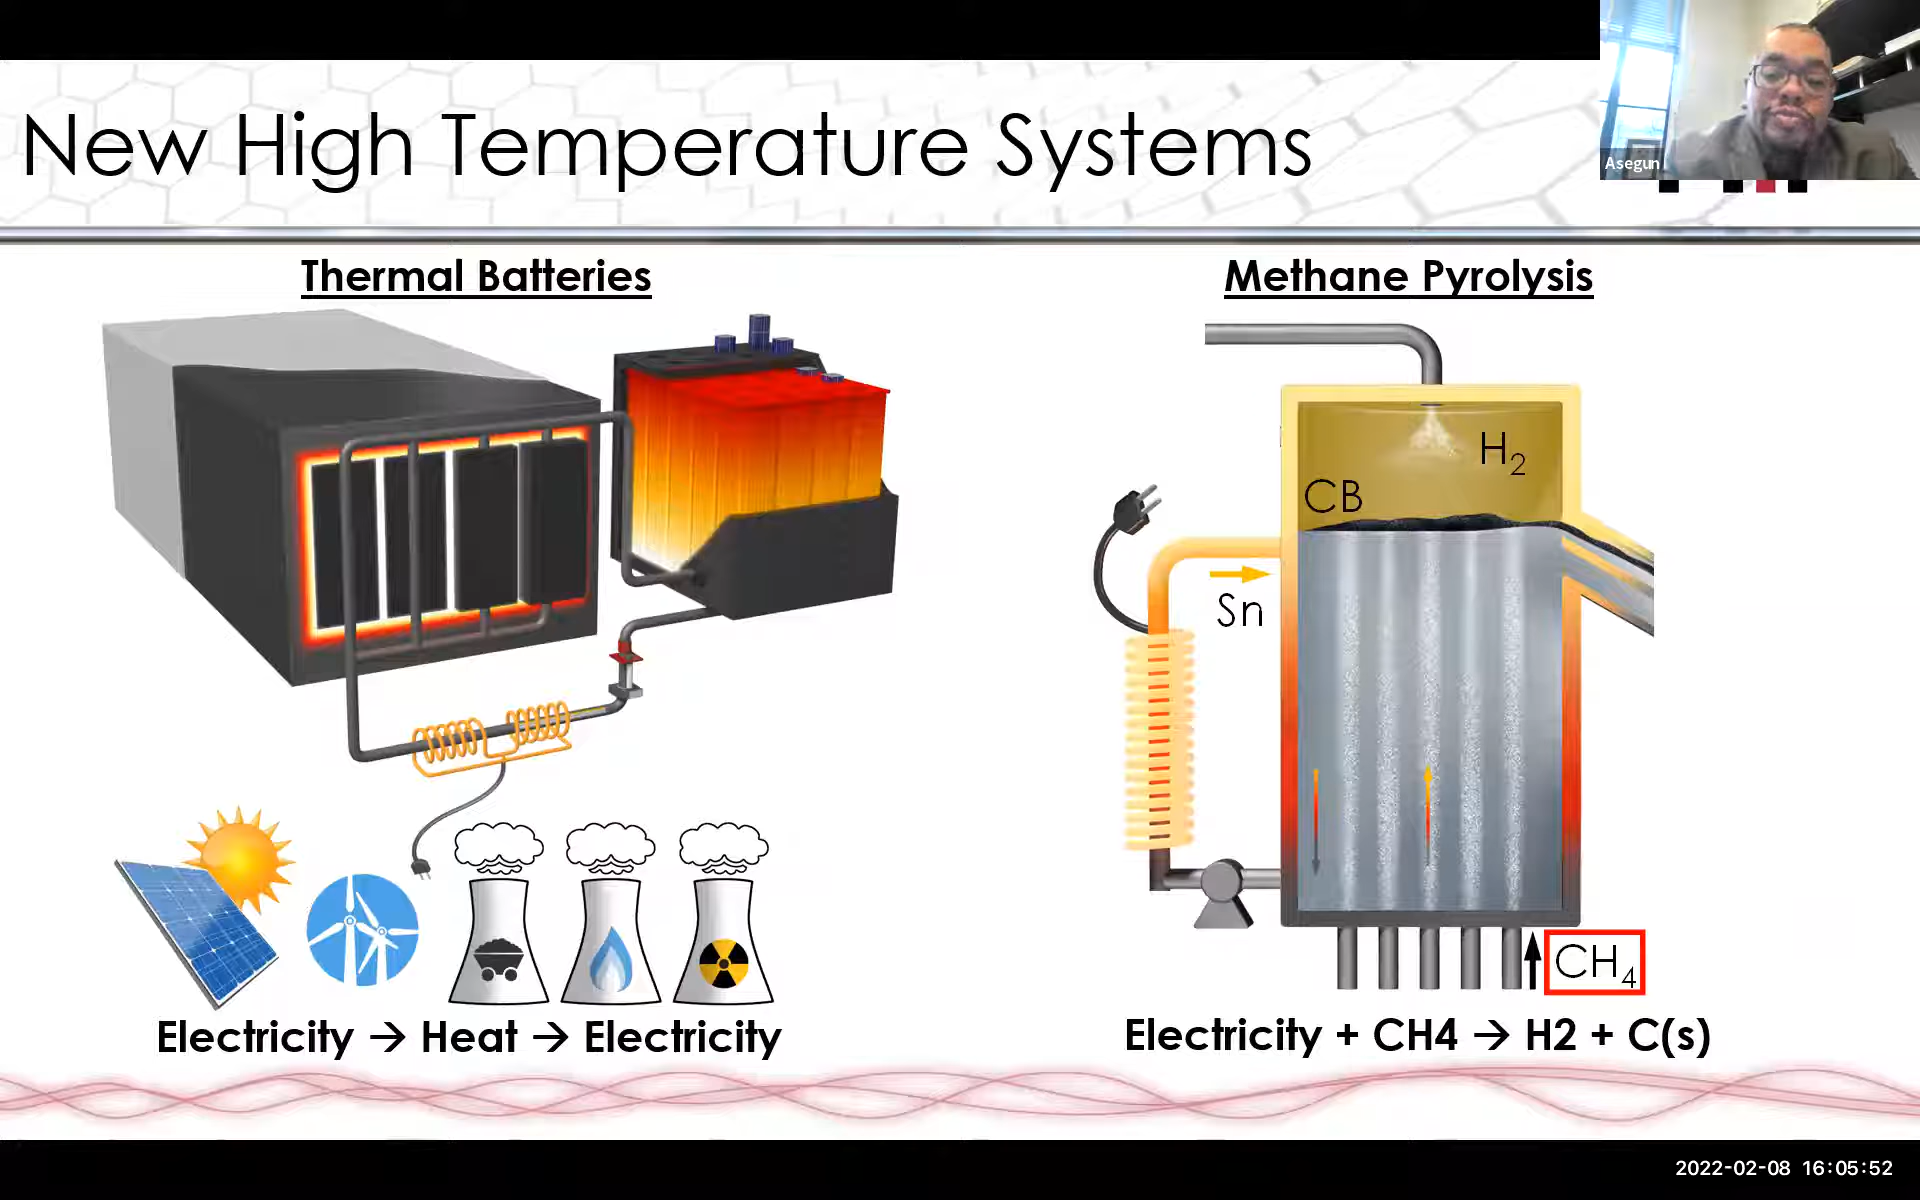 New High Temperature Systems
Asegun
Thermal Batteries
Methane Pyrolysis
H₂
CB
Sn
CH₄
Electricity → Heat → Electricity
Electricity + CH4 → H2 + C(s)
2022-02-08 16:05:52